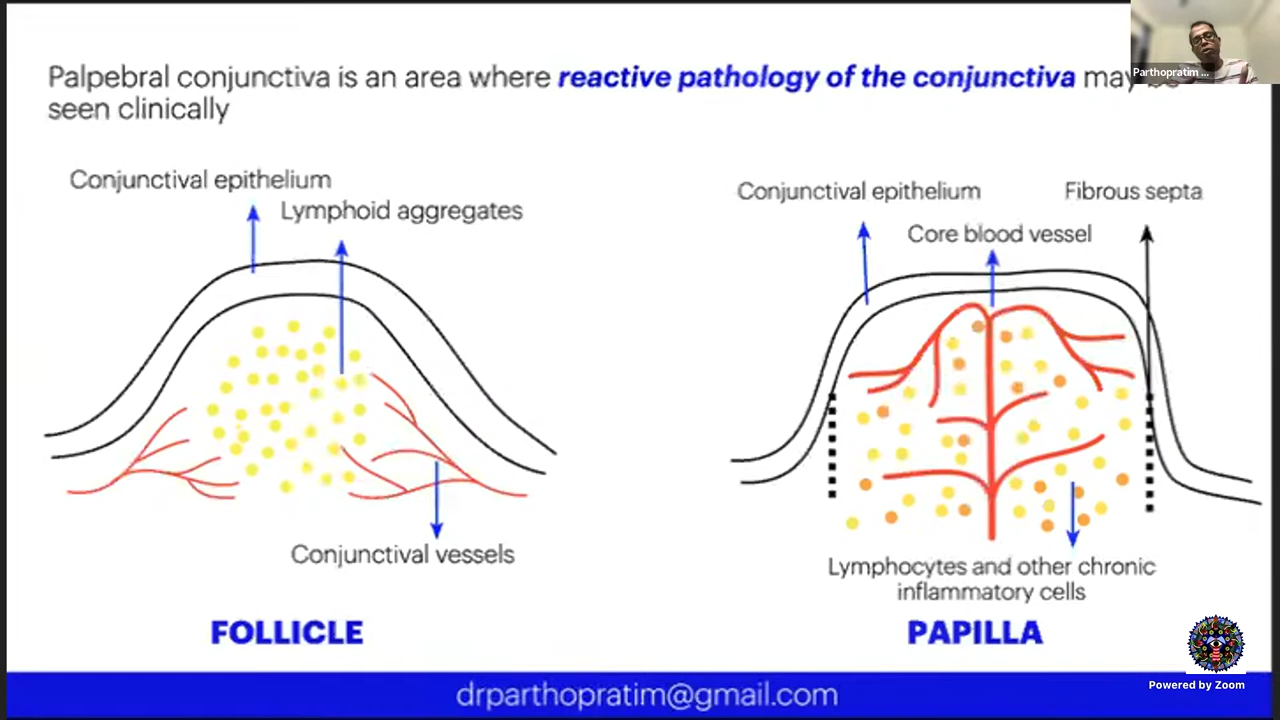 Palpebral conjunctiva is an area where reactive pathology of the conjunctiva may
seen clinically
Parthopratim ...
Conjunctival epithelium
Lymphoid aggregates
Conjunctival vessels
FOLLICLE
Conjunctival epithelium
Fibrous septa
Core blood vessel
Lymphocytes and other chronic
inflammatory cells
PAPILLA
drparthopratim@gmail.com
Powered by Zoom